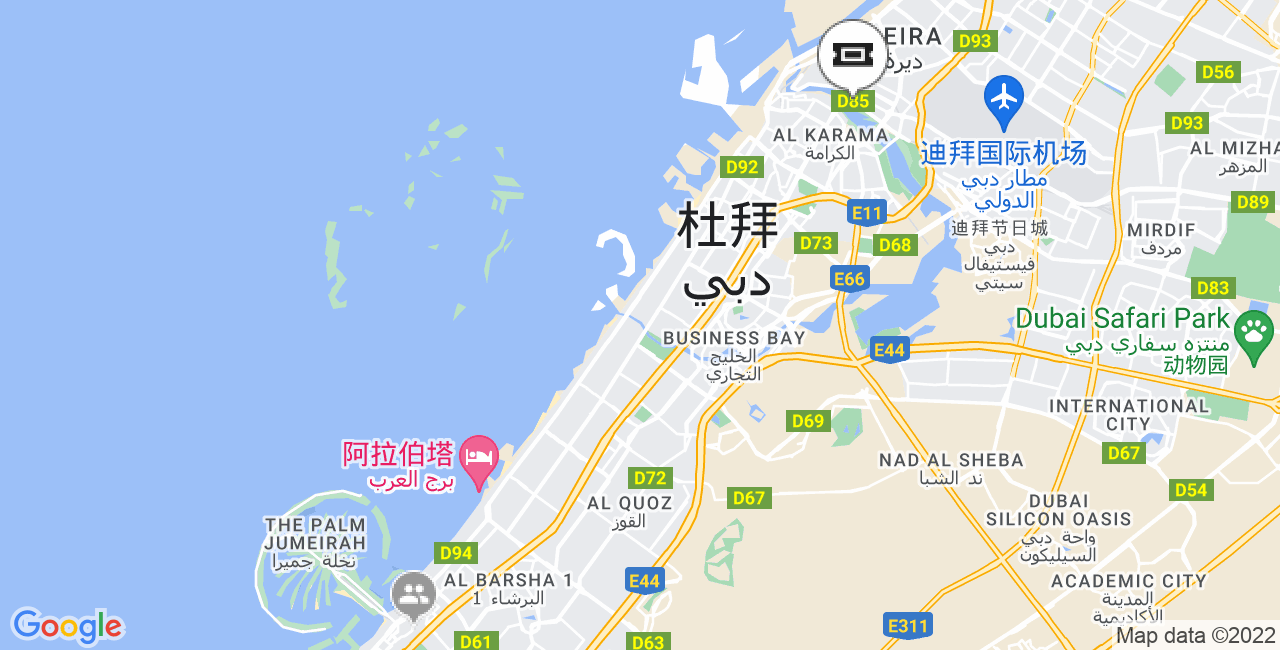 EIRA
ديرة
D93
D56
D85
D93
AL KARAMA
الكرامة
迪拜国际机场
مطار دبي
الدولي
AL MIZHA
المزهر
D92
D89
E11
杜拜
دبي
D73
D68
迪拜节日城
دبي
فيستيفال
سيتي
MIRDIF
مردف
E66
D83
Dubai Safari Park
منتزه سفاري دبي
动物园
BUSINESS BAY
الخليج
التجاري
E44
INTERNATIONAL
CITY
D69
D67
阿拉伯塔
برج العرب
NAD AL SHEBA
ند الشبا
D72
D67
D54
AL QUOZ
القوز
DUBAI
SILICON OASIS
واحة دبي
السيليكون
THE PALM
JUMEIRAH
نخلة جميرا
D94
AL BARSHA 1
البرشاء 1
E44
ACADEMIC CITY
المدينة
الأكاديمية
E311
D61
D63
Google
Map data ©2022